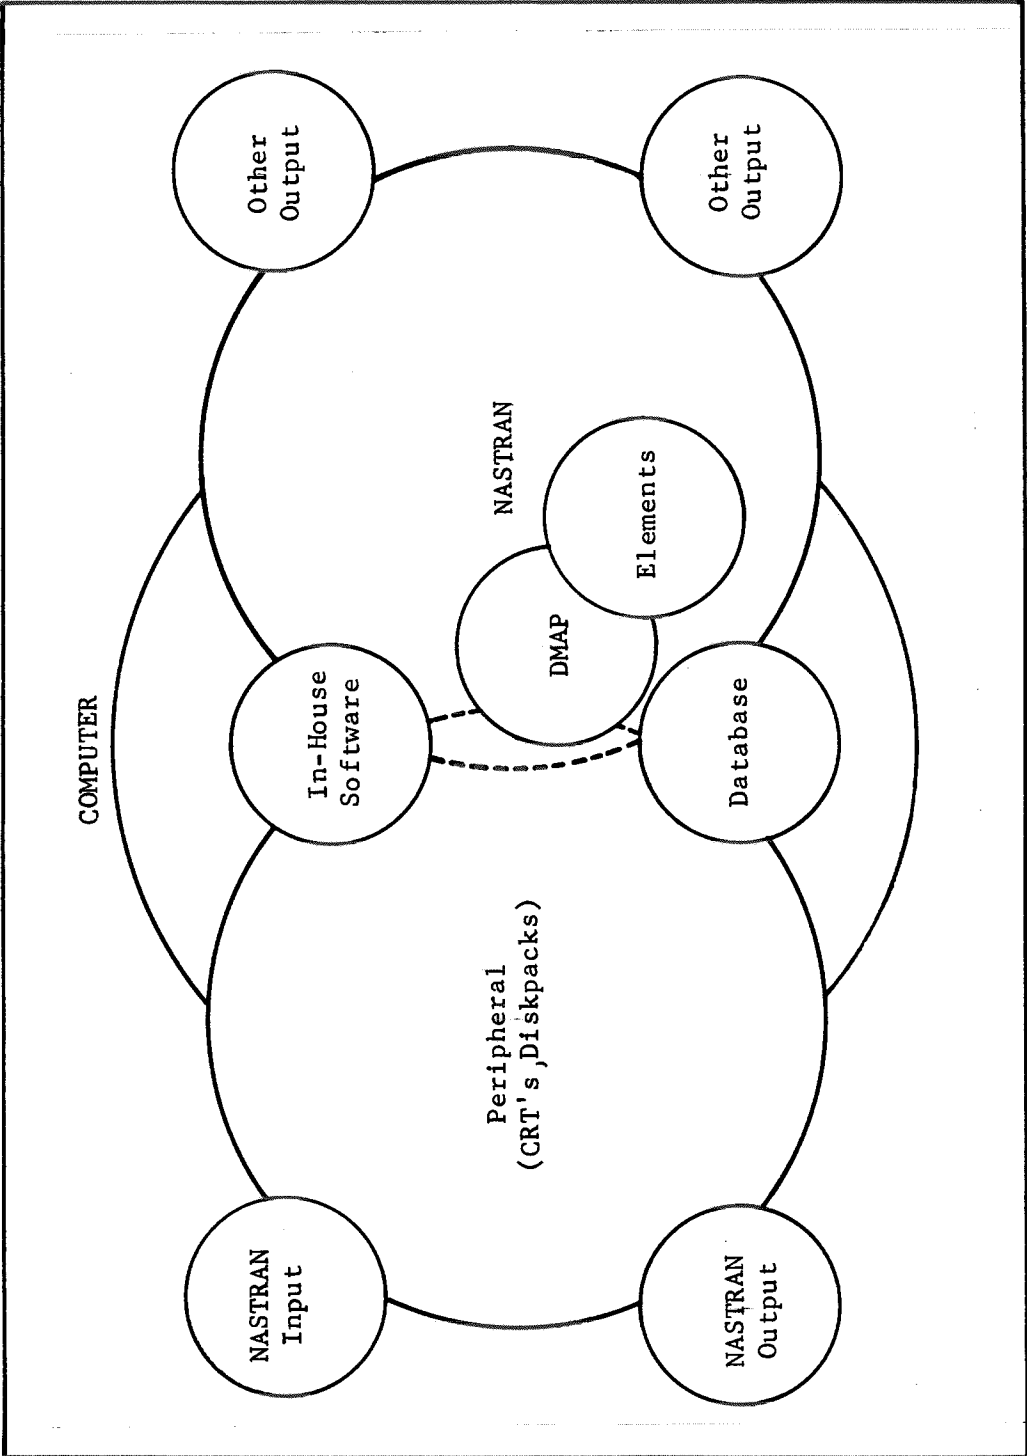 COMPUTER
NASTRAN
Input
In-House
Software
Other
Output
Peripheral
(CRT's,Diskpacks)
NASTRAN
DMAP
Elements
NASTRAN
Output
Database
Other
Output